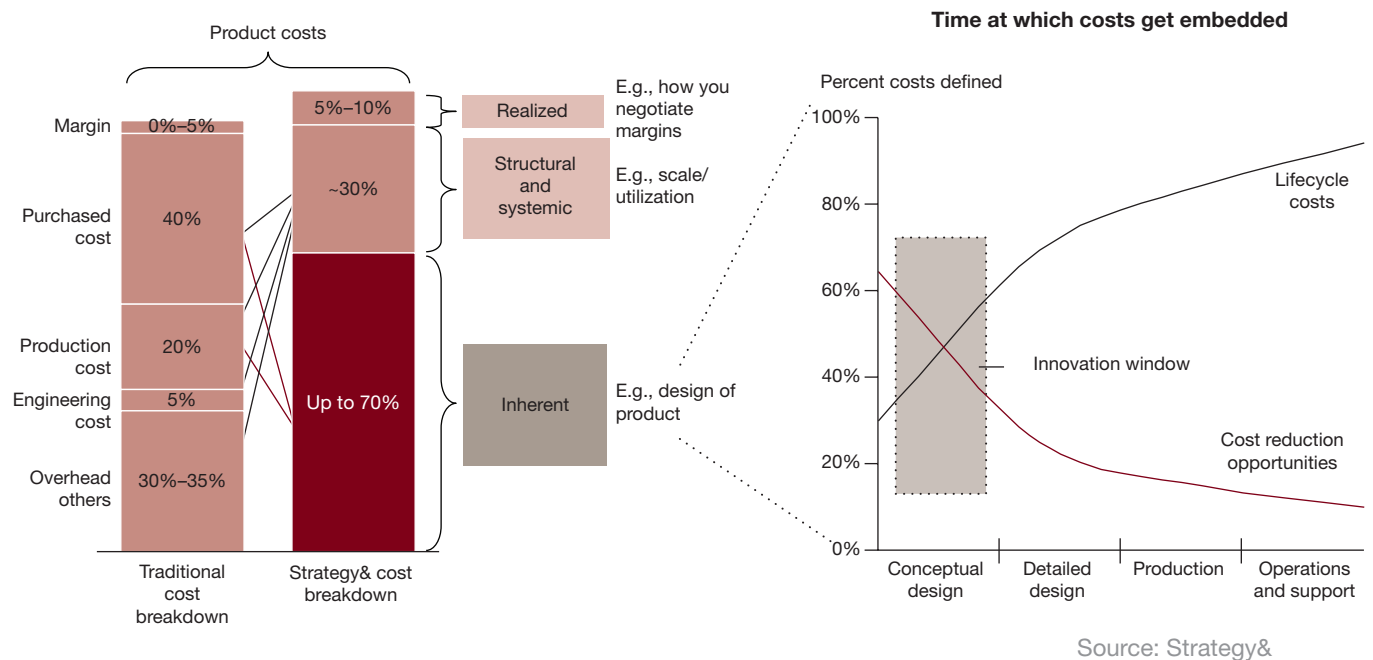 Product costs
Margin
Purchased
cost
Production
cost
Engineering
cost
Overhead
others
0%–5%
40%
20%
5%
30%–35%
5%–10%
~30%
Up to 70%
Traditional
cost
breakdown
Strategy& cost
breakdown
Realized
Structural
and
systemic
Inherent
E.g., how you
negotiate
margins
E.g., scale/
utilization
E.g., design of
product
Time at which costs get embedded
Percent costs defined
100%
80%
60%
40%
20%
0%
Lifecycle
costs
Innovation window
Cost reduction
opportunities
Conceptual
design
Detailed
design
Production
Operations
and support
Source: Strategy&